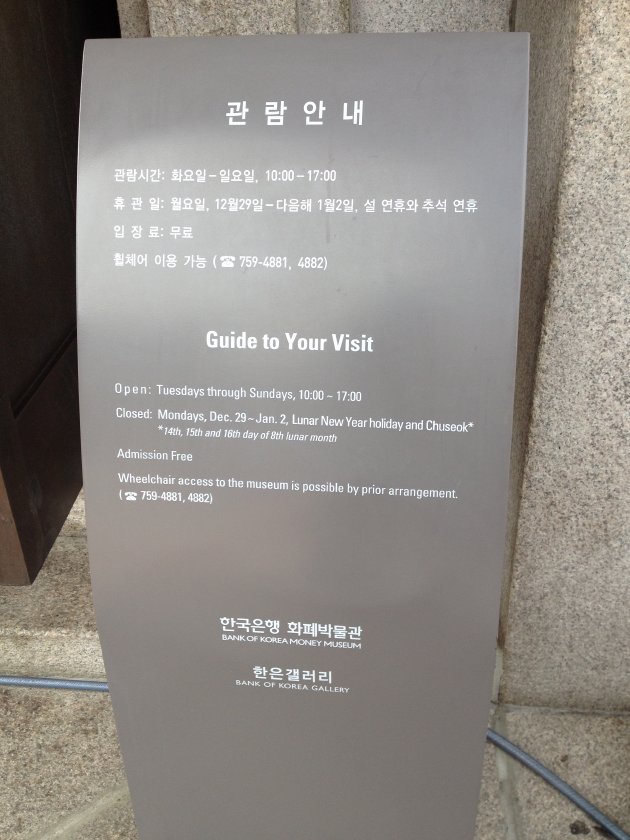 관 람 안 내
관람시간: 화요일–일요일, 10:00–17:00
휴 관 일: 월요일, 12월29일–다음해 1월2일, 설 연휴와 추석 연휴
입 장 료: 무료
휠체어 이용 가능 (☎ 759-4881, 4882)
Guide to Your Visit
Open: Tuesdays through Sundays, 10:00 ~ 17:00
Closed: Mondays, Dec. 29 ~ Jan. 2, Lunar New Year holiday and Chuseok*
*14th, 15th and 16th day of 8th lunar month
Admission Free
Wheelchair access to the museum is possible by prior arrangement.
(☎ 759-4881, 4882)
한국은행 화폐박물관
BANK OF KOREA MONEY MUSEUM
한은갤러리
BANK OF KOREA GALLERY